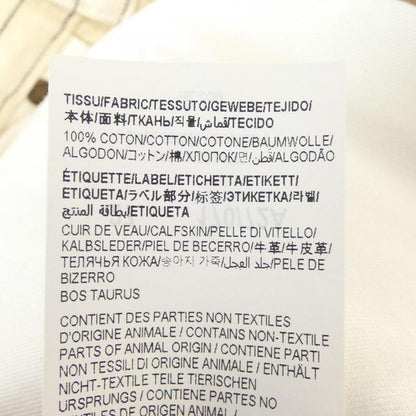 TISSU/FABRIC/TESSUTO/GEWEBE/TEJIDO/
本体/面料/ТКАНЬ/직물/قماش/TECIDO
100% COTON/COTTON/COTONE/BAUMWOLLE/
ALGODON/コットン/棉/ХЛОПОК/면/قطن/ALGODÃO
ÉTIQUETTE/LABEL/ETICHETTA/ETIKETT/
ETIQUETA/ラベル部分/标签/ЭТИКЕТКА/라벨/
بطاقة المنتج/ETIQUETA
CUIR DE VEAU/CALFSKIN/PELLE DI VITELLO/
KALBSLEDER/PIEL DE BECERRO/牛革/牛皮革/
ТЕЛЯЧЬЯ КОЖА/송아지 가죽/جلد العجل/PELE DE
BIZERRO
BOS TAURUS
CONTIENT DES PARTIES NON TEXTILES
D'ORIGINE ANIMALE / CONTAINS NON-TEXTILE
PARTS OF ANIMAL ORIGIN / CONTIENE PARTI
NON TESSILI DI ORIGINE ANIMALE / ENTHÄLT
NICHT-TEXTILE TEILE TIERISCHEN
URSPRUNGS / CONTIENE PARTES NO